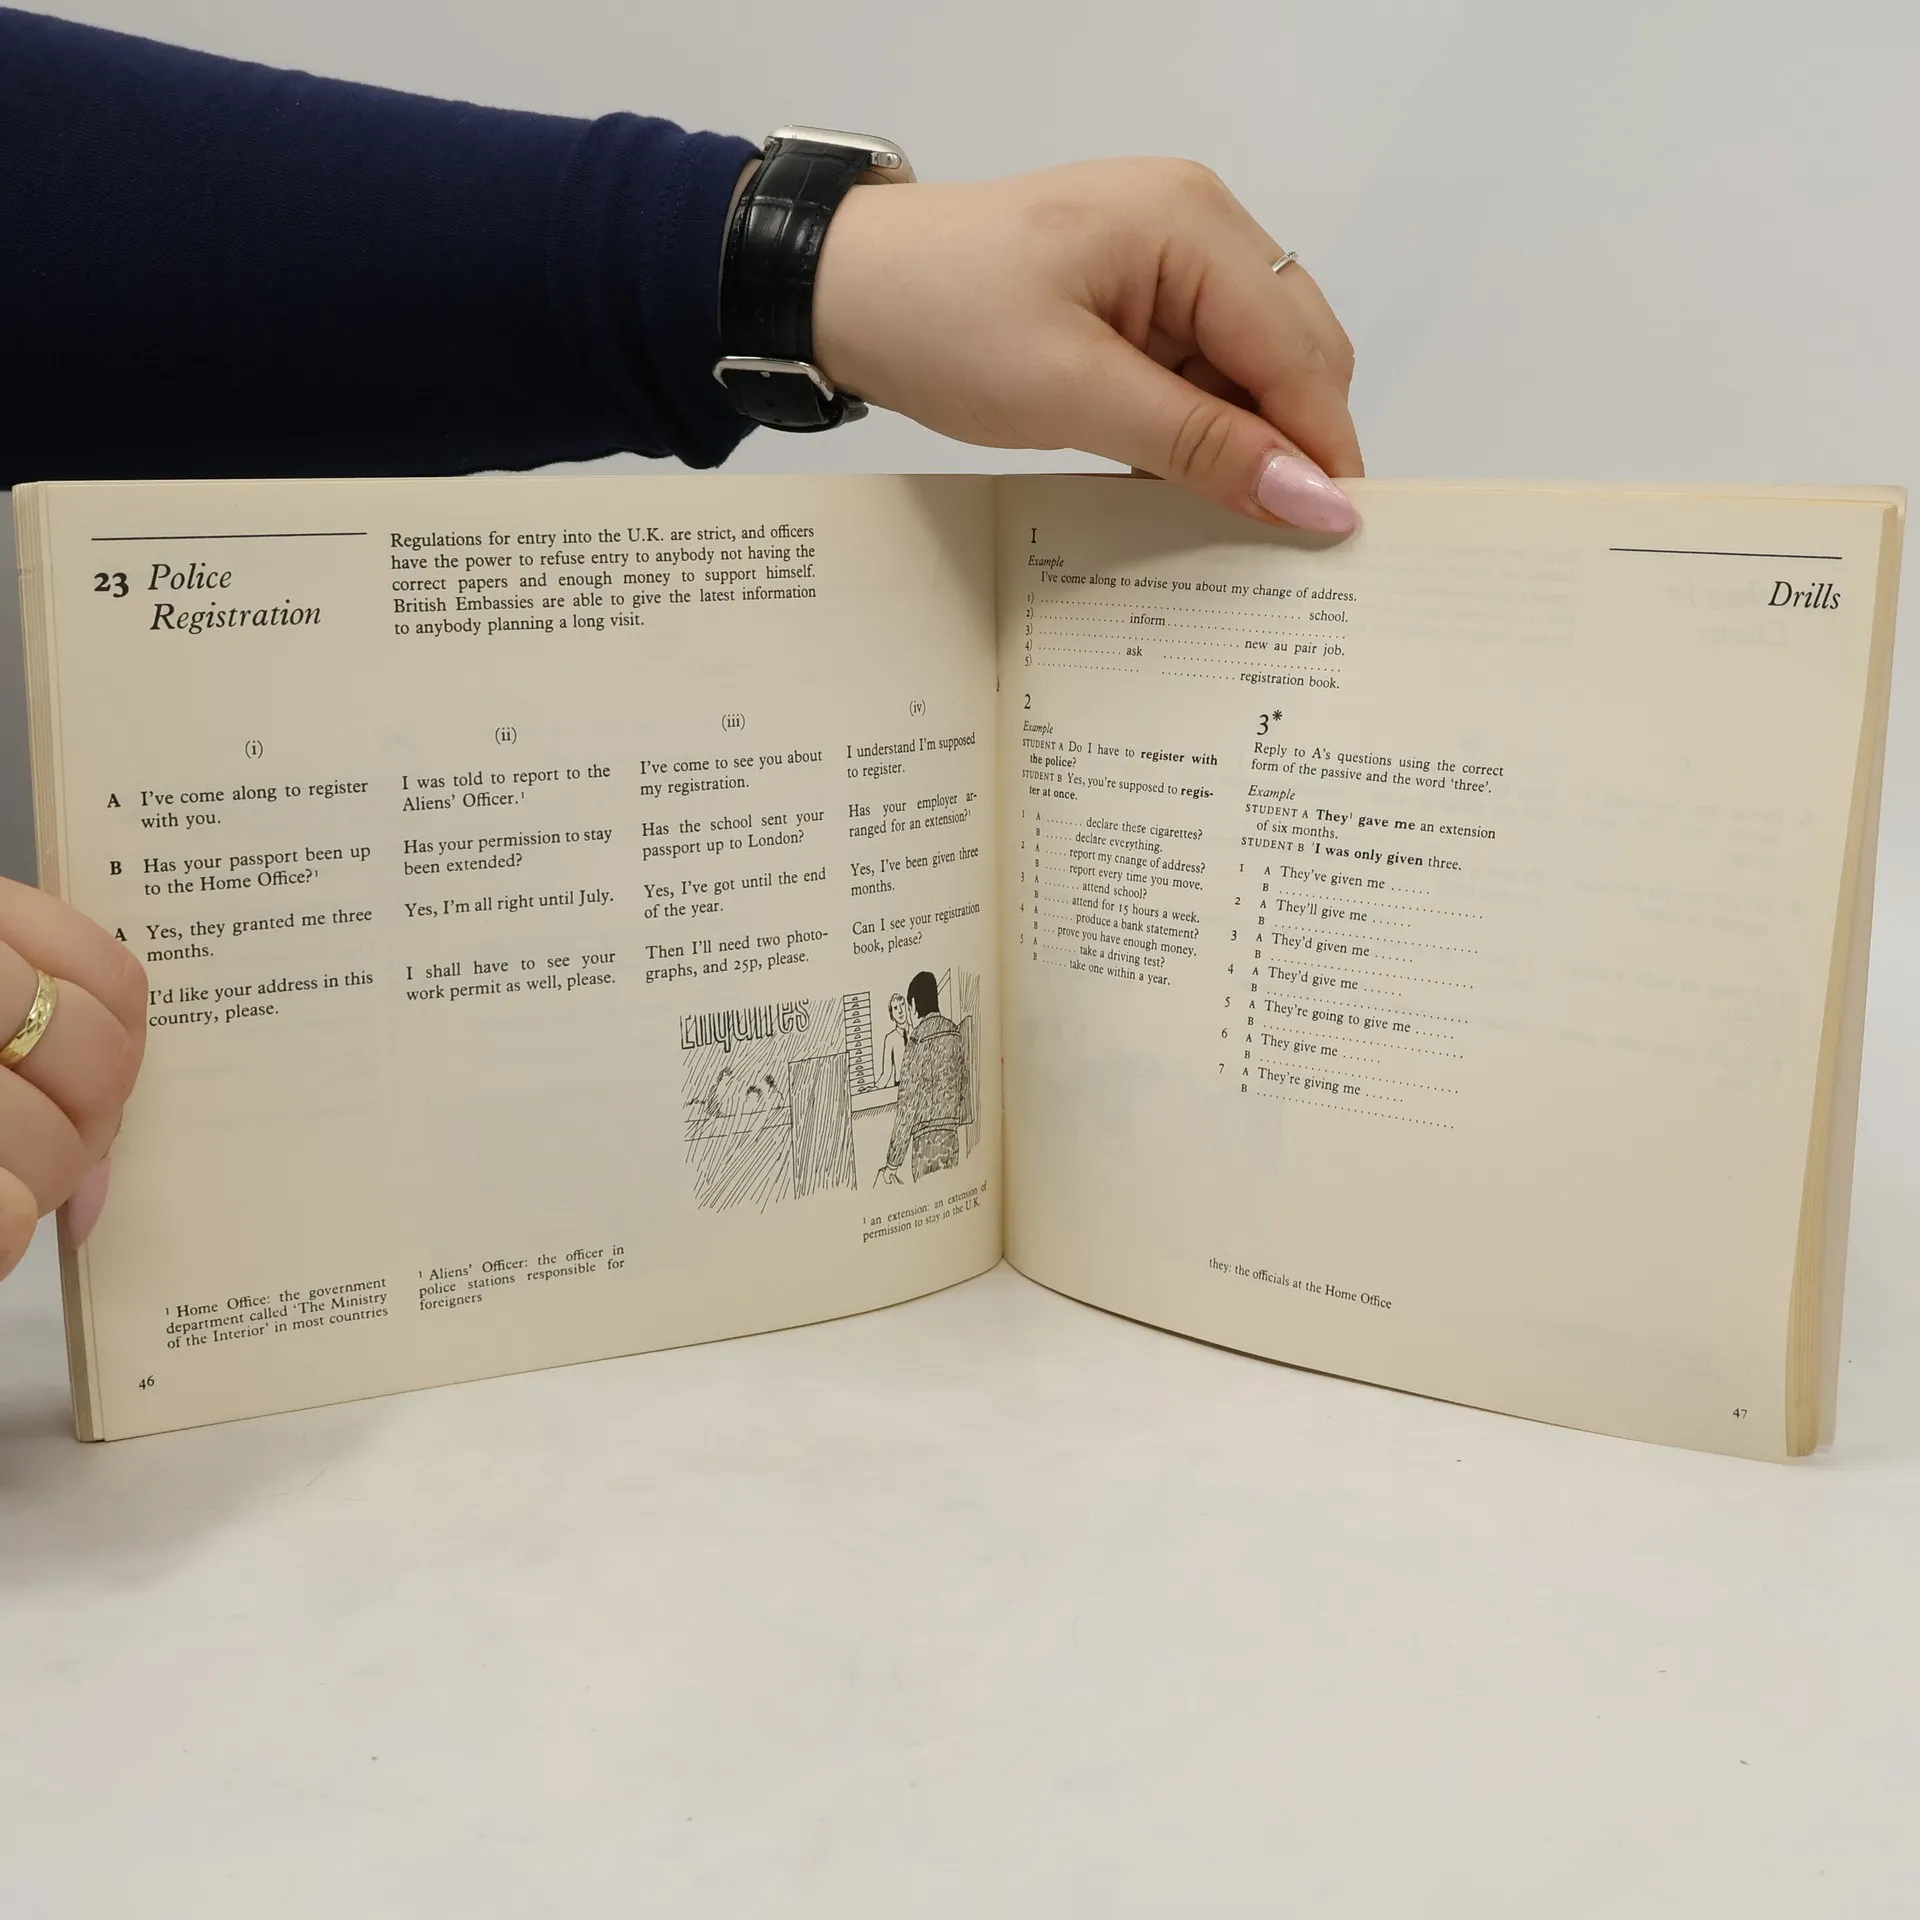 23 Police
Registration
Regulations for entry into the U.K. are strict, and officers
have the power to refuse entry to anybody not having the
correct papers and enough money to support himself.
British Embassies are able to give the latest information
to anybody planning a long visit.
(i)
A I've come along to register
with you.
B Has your passport been up
to the Home Office?¹
A Yes, they granted me three
months.
I'd like your address in this
country, please.
¹ Home Office: the government
department called 'The Ministry
of the Interior' in most countries
(ii)
I was told to report to the
Aliens' Officer.¹
Has your permission to stay
been extended?
Yes, I'm all right until July.
I shall have to see your
work permit as well, please.
¹ Aliens' Officer: the officer in
police stations responsible for
foreigners
(iii)
I've come to see you about
my registration.
Has the school sent your
passport up to London?
Yes, I've got until the end
of the year.
Then I'll need two photo-
graphs, and 25p, please.
(iv)
I understand I'm supposed
to register.
Has your employer ar-
ranged for an extension?¹
Yes, I've been given three
months.
Can I see your registration
book, please?
Enquiries
¹ an extension: an extension of
permission to stay in the U.K.
46
Drills
1
Example
I've come along to advise you about my change of address.
1) ........................................ school.
2) ............... inform ..............................
3) ........................................ new au pair job.
4) ............... ask ..............................
5) .................. ............ registration book.
2
Example
STUDENT A Do I have to register with
the police?
STUDENT B Yes, you're supposed to regis-
ter at once.
1 A ........ declare these cigarettes?
B ...... declare everything.
2 A ..... report my change of address?
B ..... report every time you move.
3 A ........ attend school?
B ...... attend for 15 hours a week.
4 A ....... produce a bank statement?
B ... prove you have enough money.
5 A ........ take a driving test?
B ...... take one within a year.
3*
Reply to A's questions using the correct
form of the passive and the word 'three'.
Example
STUDENT A They¹ gave me an extension
of six months.
STUDENT B 'I was only given three.
1 A They've given me ......
B ..............................
2 A They'll give me ......
B ..............................
3 A They'd given me ......
B ..............................
4 A They'd give me ......
B ..............................
5 A They're going to give me ......
B ..............................
6 A They give me ......
B ..............................
7 A They're giving me ......
B ..............................
they: the officials at the Home Office
47